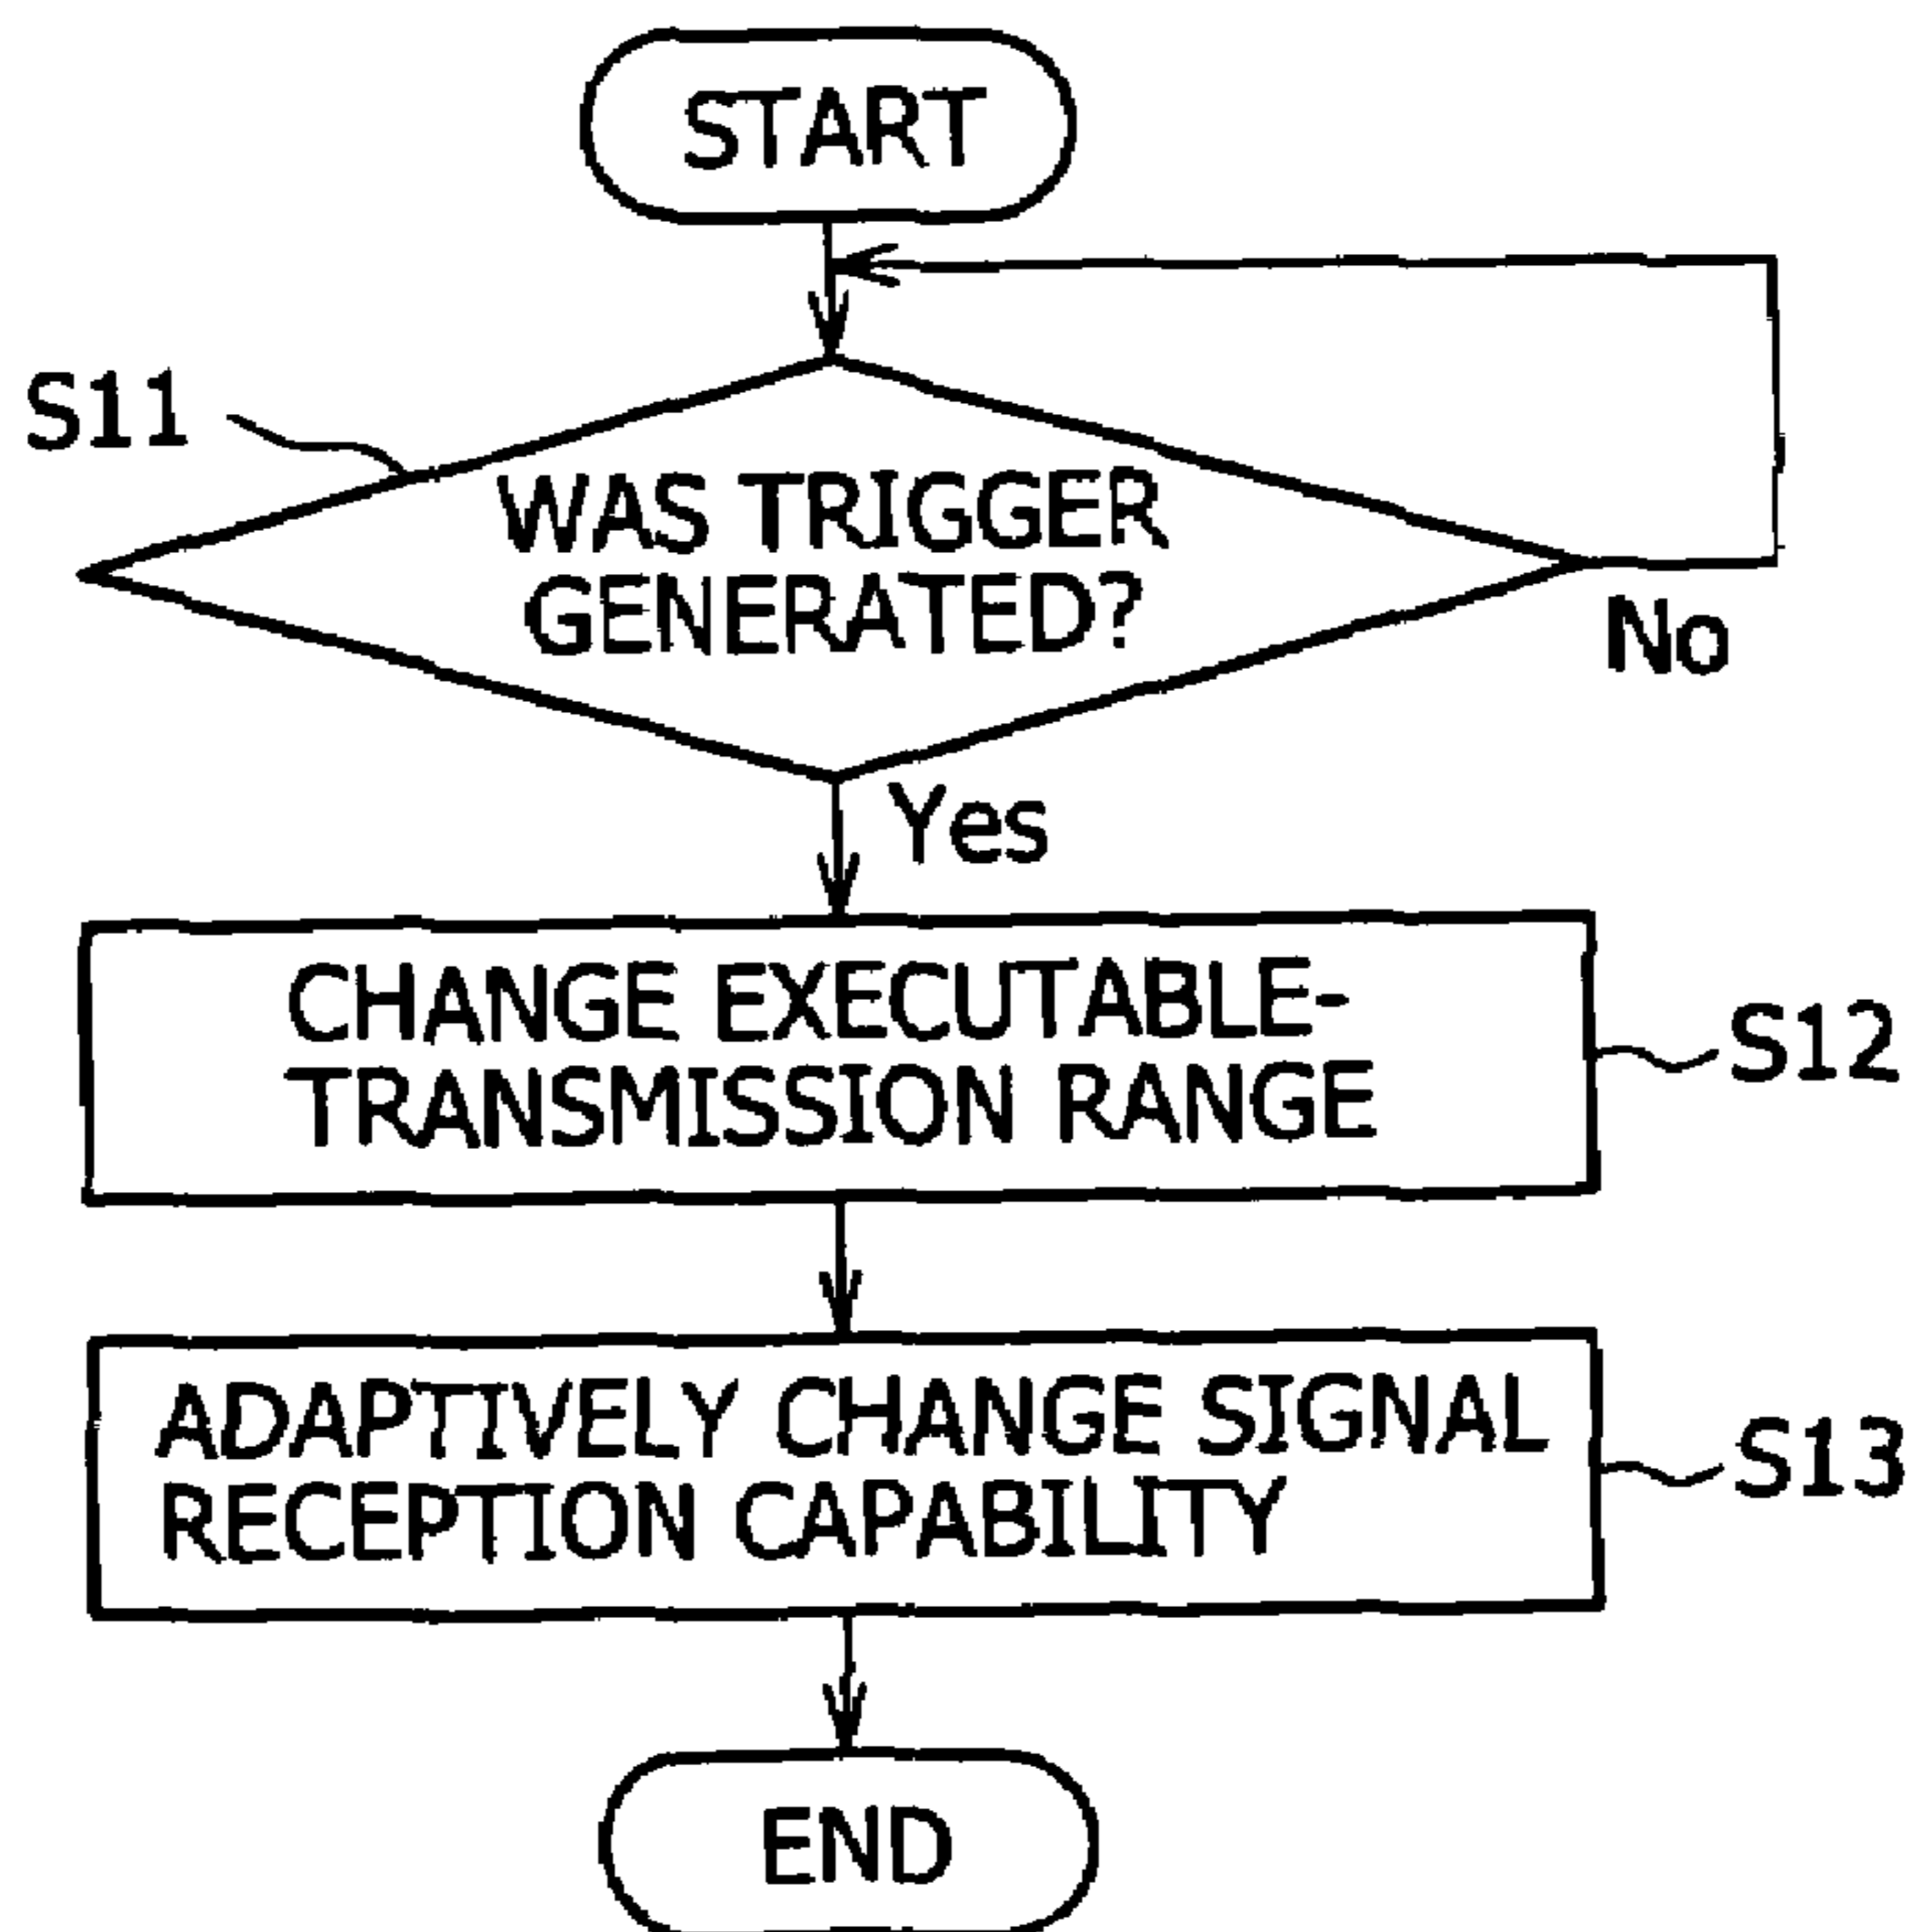 START
S11
WAS TRIGGER
GENERATED?
No
Yes
CHANGE EXECUTABLE-
TRANSMISSION RANGE
S12
ADAPTIVELY CHANGE SIGNAL
RECEPTION CAPABILITY
S13
END